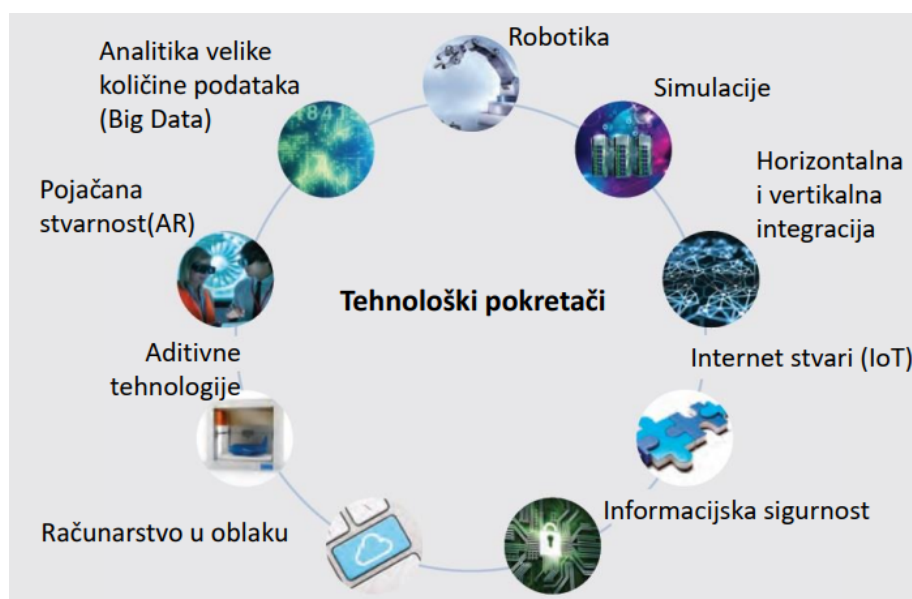 Robotika
Analitika velike
količine podataka
(Big Data)
Simulacije
Horizontalna
i vertikalna
integracija
Pojačana
stvarnost(AR)
Tehnološki pokretači
Aditivne
tehnologije
Internet stvari (IoT)
Računarstvo u oblaku
Informacijska sigurnost